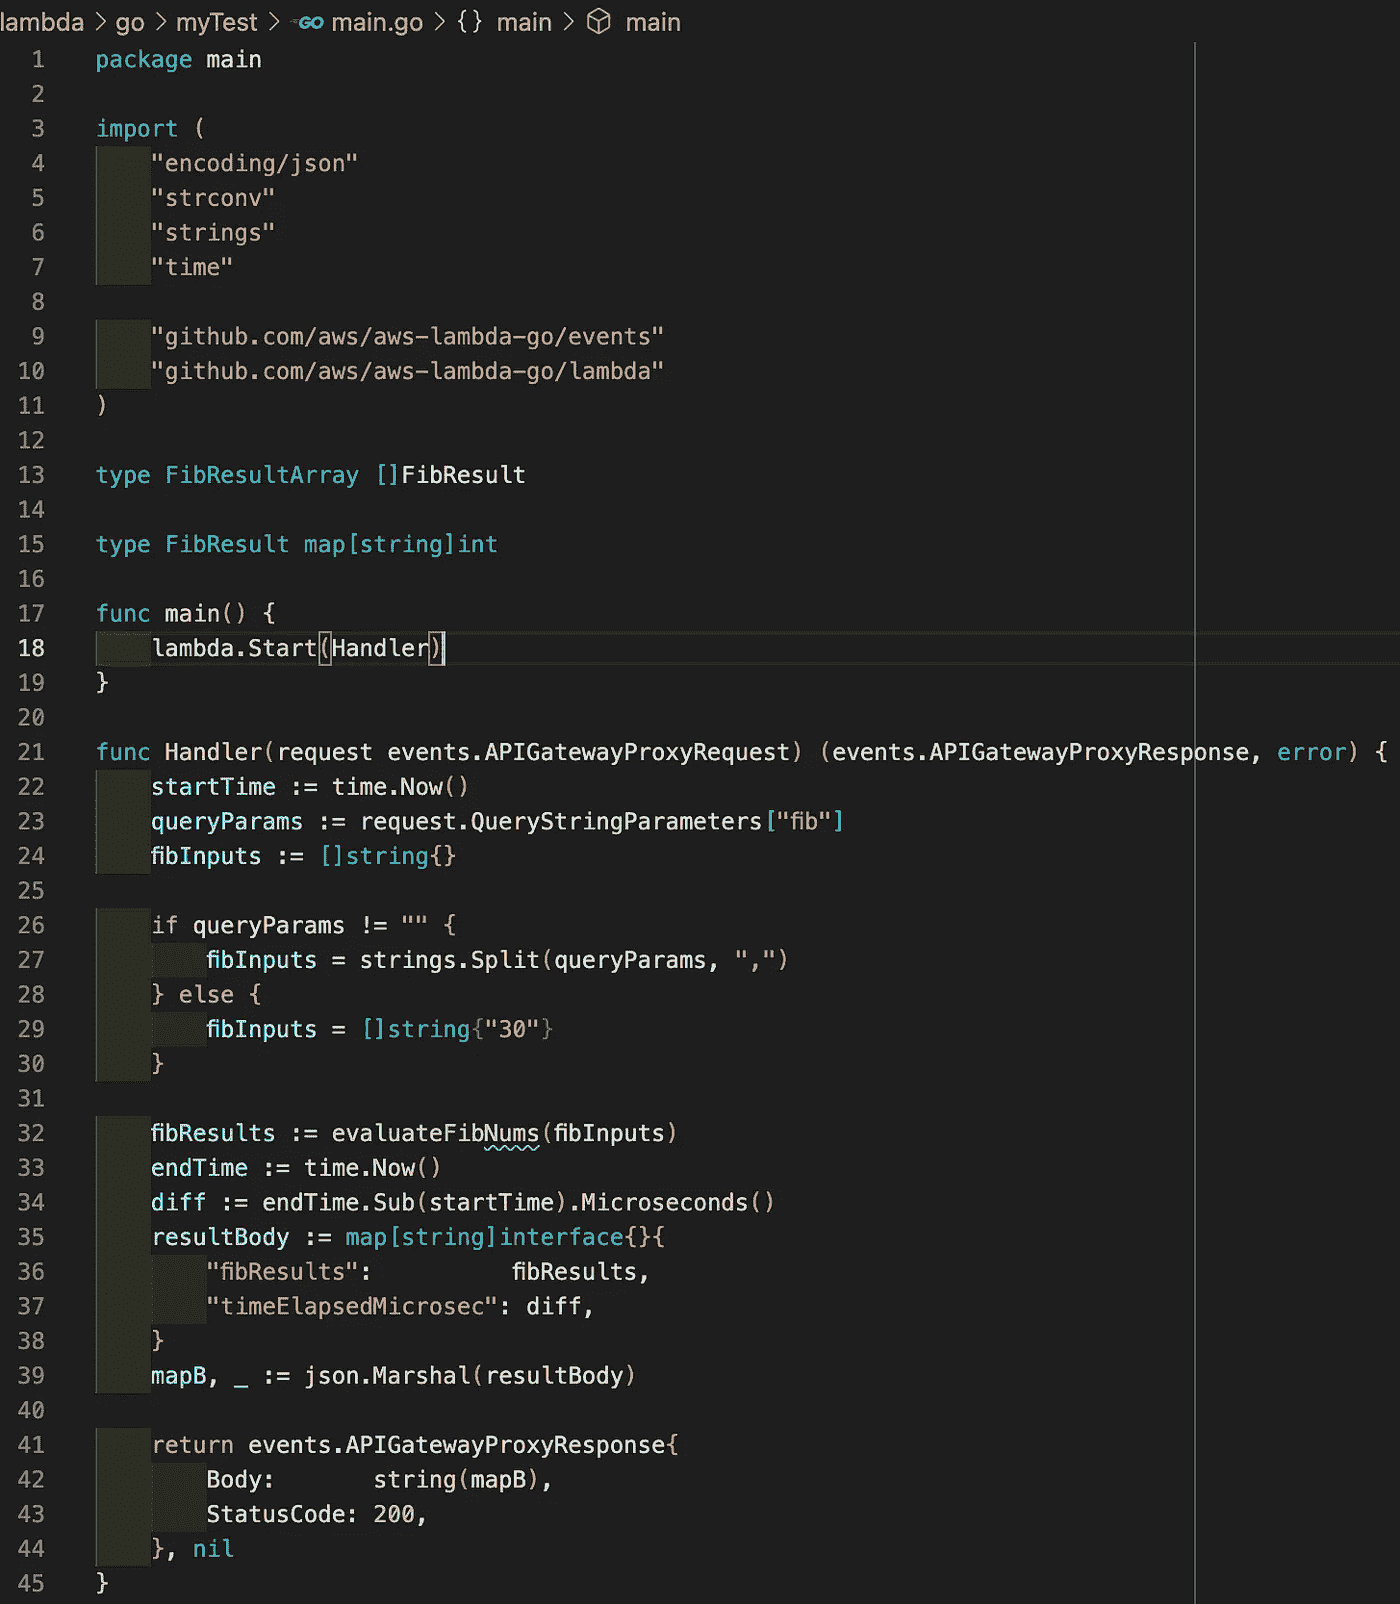 lambda > go > myTest > GO main.go > {} main > main
1 package main
2
3 import (
4     "encoding/json"
5     "strconv"
6     "strings"
7     "time"
8
9     "github.com/aws/aws-lambda-go/events"
10     "github.com/aws/aws-lambda-go/lambda"
11 )
12
13 type FibResultArray []FibResult
14
15 type FibResult map[string]int
16
17 func main() {
18     lambda.Start(Handler)
19 }
20
21 func Handler(request events.APIGatewayProxyRequest) (events.APIGatewayProxyResponse, error) {
22     startTime := time.Now()
23     queryParams := request.QueryStringParameters["fib"]
24     fibInputs := []string{}
25
26     if queryParams != "" {
27         fibInputs = strings.Split(queryParams, ",")
28     } else {
29         fibInputs = []string{"30"}
30     }
31
32     fibResults := evaluateFibNums(fibInputs)
33     endTime := time.Now()
34     diff := endTime.Sub(startTime).Microseconds()
35     resultBody := map[string]interface{}{
36         "fibResults":          fibResults,
37         "timeElapsedMicrosec": diff,
38     }
39     mapB, _ := json.Marshal(resultBody)
40
41     return events.APIGatewayProxyResponse{
42         Body:       string(mapB),
43         StatusCode: 200,
44     }, nil
45 }